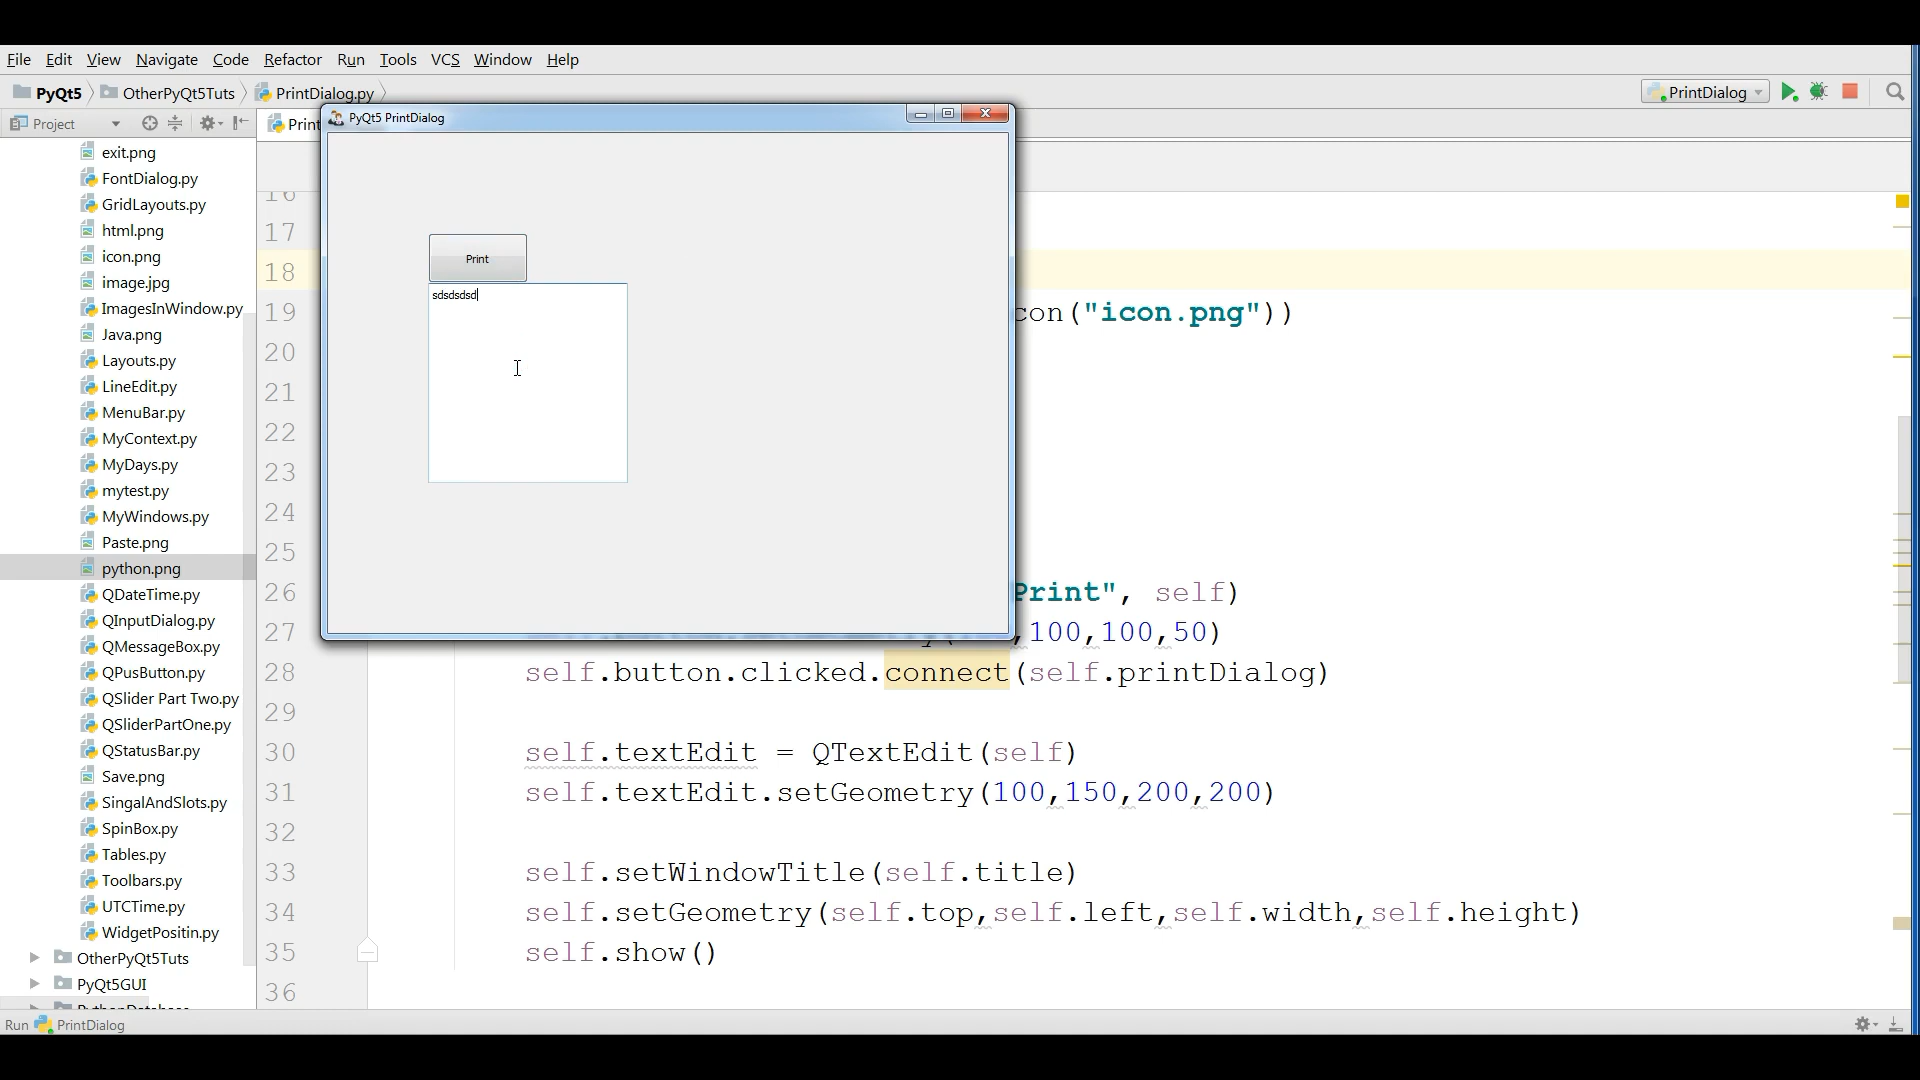 File Edit View Navigate Code Refactor Run Tools VCS Window Help
PyQt5 OtherPyQt5Tuts PrintDialog.py PrintDialog
Project Print
PyQt5 PrintDialog
exit.png
FontDialog.py
GridLayouts.py
html.png
icon.png
image.jpg
ImagesInWindow.py
Java.png
Layouts.py
LineEdit.py
MenuBar.py
MyContext.py
MyDays.py
mytest.py
MyWindows.py
Paste.png
python.png
QDateTime.py
QInputDialog.py
QMessageBox.py
QPusButton.py
QSlider Part Two.py
QSliderPartOne.py
QStatusBar.py
Save.png
SingalAndSlots.py
SpinBox.py
Tables.py
Toolbars.py
UTCTime.py
WidgetPositin.py
OtherPyQt5Tuts
PyQt5GUI
Print
sdsdsdsd
16
17
18
19 con("icon.png"))
20
21
22
23
24
25
26 Print", self)
27 ,100,100,50)
28 self.button.clicked.connect(self.printDialog)
29
30 self.textEdit = QTextEdit(self)
31 self.textEdit.setGeometry(100,150,200,200)
32
33 self.setWindowTitle(self.title)
34 self.setGeometry(self.top,self.left,self.width,self.height)
35 self.show()
36
Run PrintDialog